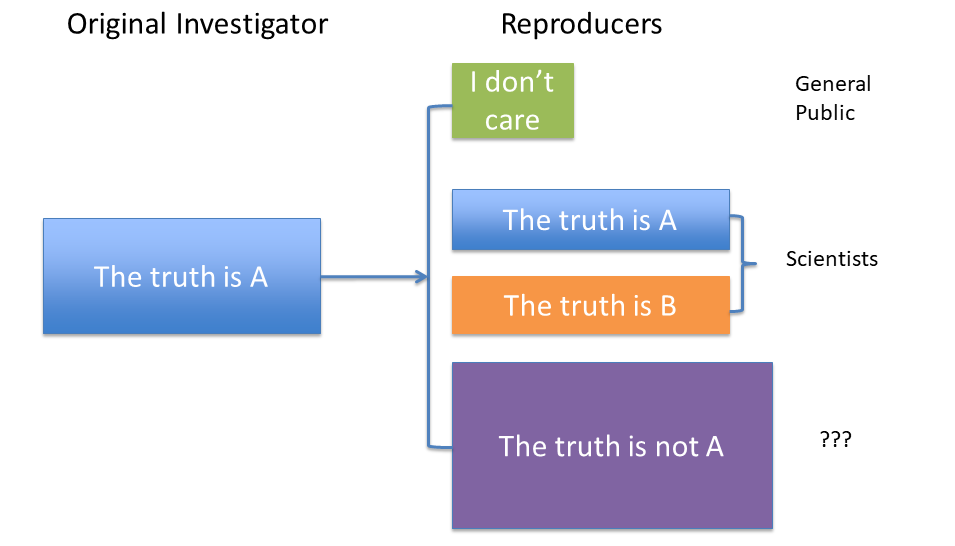 Original Investigator
Reproducers
I don’t
care
General
Public
The truth is A
The truth is A
Scientists
The truth is B
The truth is not A
???